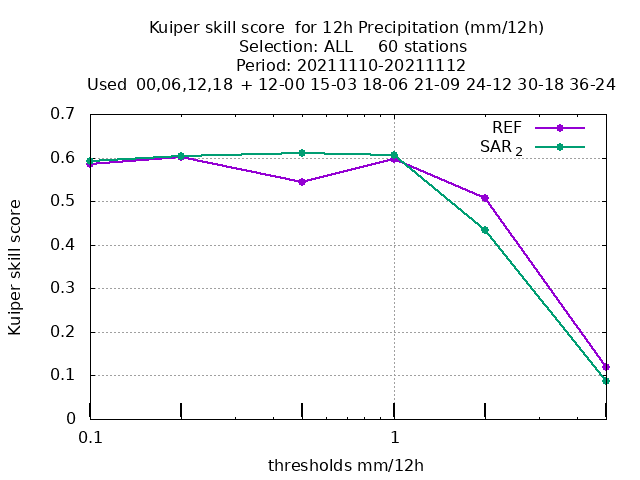 Kuiper skill score for 12h Precipitation (mm/12h)
Selection: ALL 60 stations
Period: 20211110-20211112
Used 00,06,12,18 + 12-00 15-03 18-06 21-09 24-12 30-18 36-24
0.7
0.6
0.5
0.4
0.3
0.2
0.1
0
REF
SAR 2
Kuiper skill score
0.1
1
thresholds mm/12h